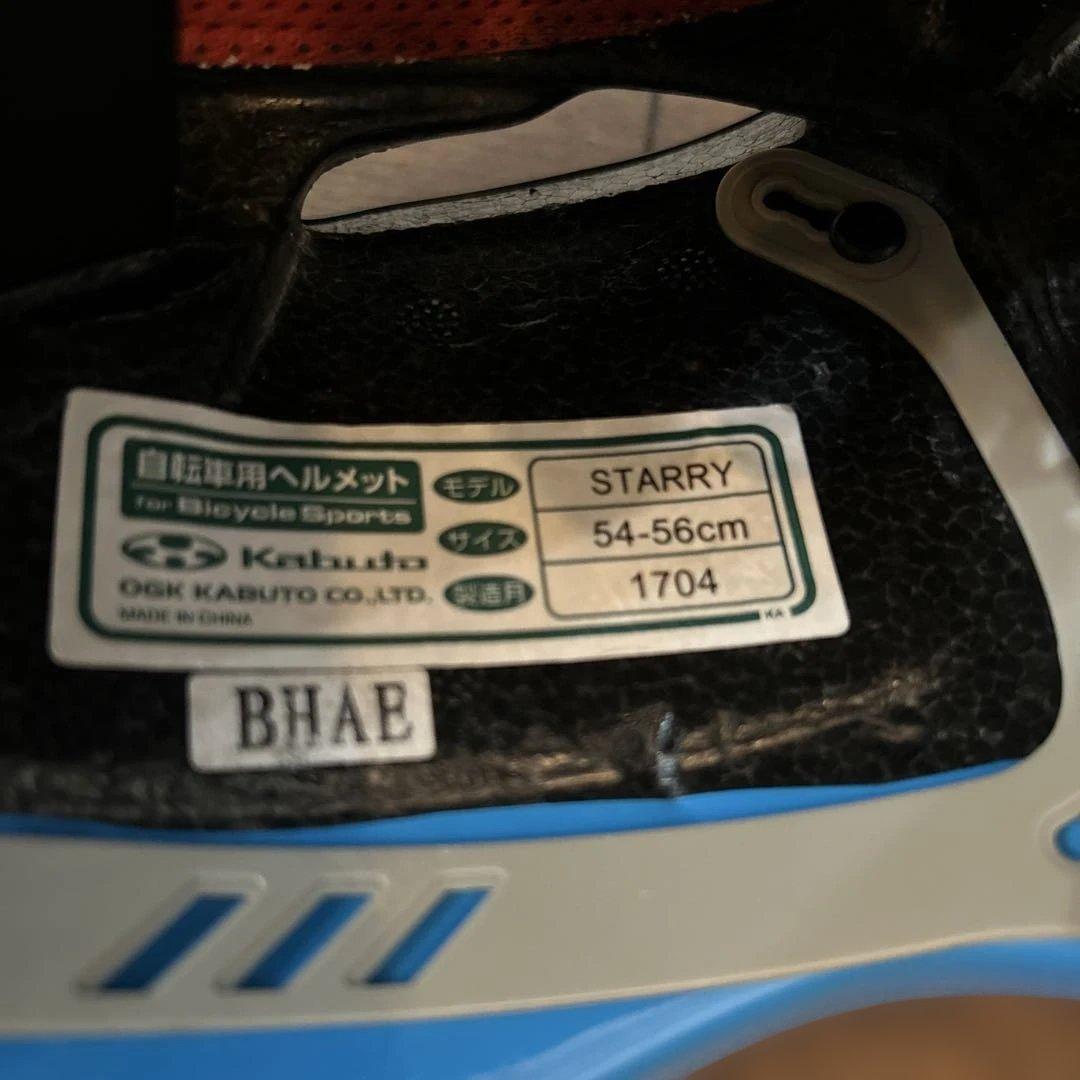 自転車用ヘルメット
for Bicycle Sports
Kabuto
OGK KABUTO CO.,LTD.
MADE IN CHINA
モデル STARRY
サイズ 54-56cm
製造月 1704
KA
BHAE